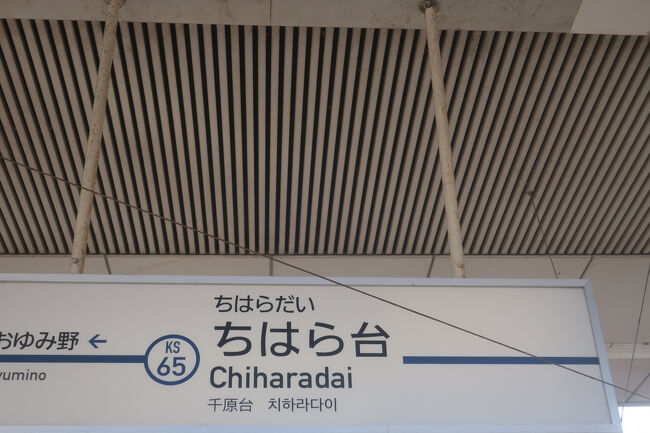 ちはらだい
おゆみ野 ←
KS
65
ちはら台
yumino
Chiharadai
千原台 치하라다이